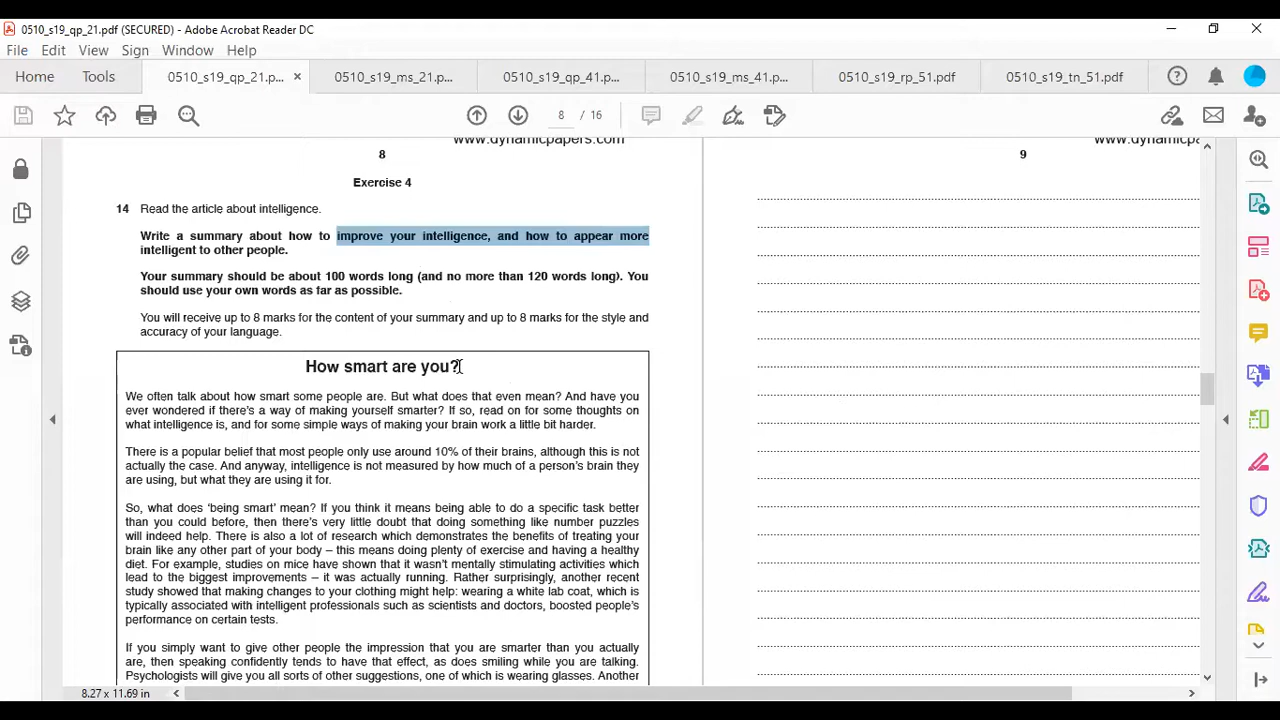 0510_s19_qp_21.pdf (SECURED) - Adobe Acrobat Reader DC
File Edit View Sign Window Help
Home Tools 0510_s19_qp_21.p... × 0510_s19_ms_21.p... 0510_s19_qp_41.p... 0510_s19_ms_41.p... 0510_s19_rp_51.pdf 0510_s19_tn_51.pdf
8 / 16
www.dynamicpapers.com
8
Exercise 4
14 Read the article about intelligence.
Write a summary about how to improve your intelligence, and how to appear more
intelligent to other people.
Your summary should be about 100 words long (and no more than 120 words long). You
should use your own words as far as possible.
You will receive up to 8 marks for the content of your summary and up to 8 marks for the style and
accuracy of your language.
How smart are you?
We often talk about how smart some people are. But what does that even mean? And have you
ever wondered if there's a way of making yourself smarter? If so, read on for some thoughts on
what intelligence is, and for some simple ways of making your brain work a little bit harder.
There is a popular belief that most people only use around 10% of their brains, although this is not
actually the case. And anyway, intelligence is not measured by how much of a person's brain they
are using, but what they are using it for.
So, what does 'being smart' mean? If you think it means being able to do a specific task better
than you could before, then there's very little doubt that doing something like number puzzles
will indeed help. There is also a lot of research which demonstrates the benefits of treating your
brain like any other part of your body – this means doing plenty of exercise and having a healthy
diet. For example, studies on mice have shown that it wasn't mentally stimulating activities which
lead to the biggest improvements – it was actually running. Rather surprisingly, another recent
study showed that making changes to your clothing might help: wearing a white lab coat, which is
typically associated with intelligent professionals such as scientists and doctors, boosted people's
performance on certain tests.
If you simply want to give other people the impression that you are smarter than you actually
are, then speaking confidently tends to have that effect, as does smiling while you are talking.
Psychologists will give you all sorts of other suggestions, one of which is wearing glasses. Another
www.dynamicpapers
9
8.27 x 11.69 in